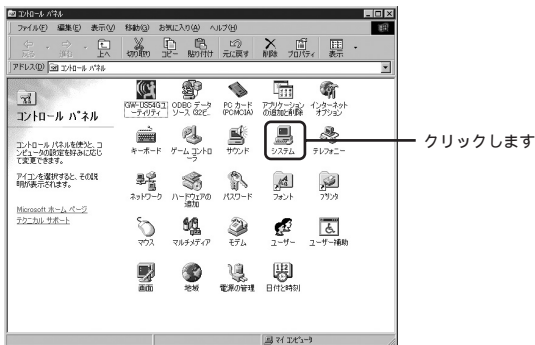 コントロール パネル
ファイル(F) 編集(E) 表示(V) 移動(G) お気に入り(A) ヘルプ(H)
戻る 進む 上へ 切り取り コピー 貼り付け 元に戻す 削除 プロパティ 表示
アドレス(D) コントロール パネル
コントロール パネル
コントロール パネルを使うと、コ
ンピュータの設定を好みに応じ
て変更できます。
アイコンを選択すると、その説
明が表示されます。
Microsoft ホーム ページ
テクニカル サポート
GW-US54Gユ
ーティリティ
ODBC データ
ソース (32ビ...
PC カード
(PCMCIA)
アプリケーション
の追加と削除
インターネット
オプション
キーボード
ゲーム コントロ
ーラ
サウンド
システム
テレフォニー
クリックします
ネットワーク
ハードウェアの
追加
パスワード
フォント
プリンタ
マウス
マルチメディア
モデム
ユーザー
ユーザー補助
画面
地域
電源の管理
日付と時刻
マイ コンピュータ